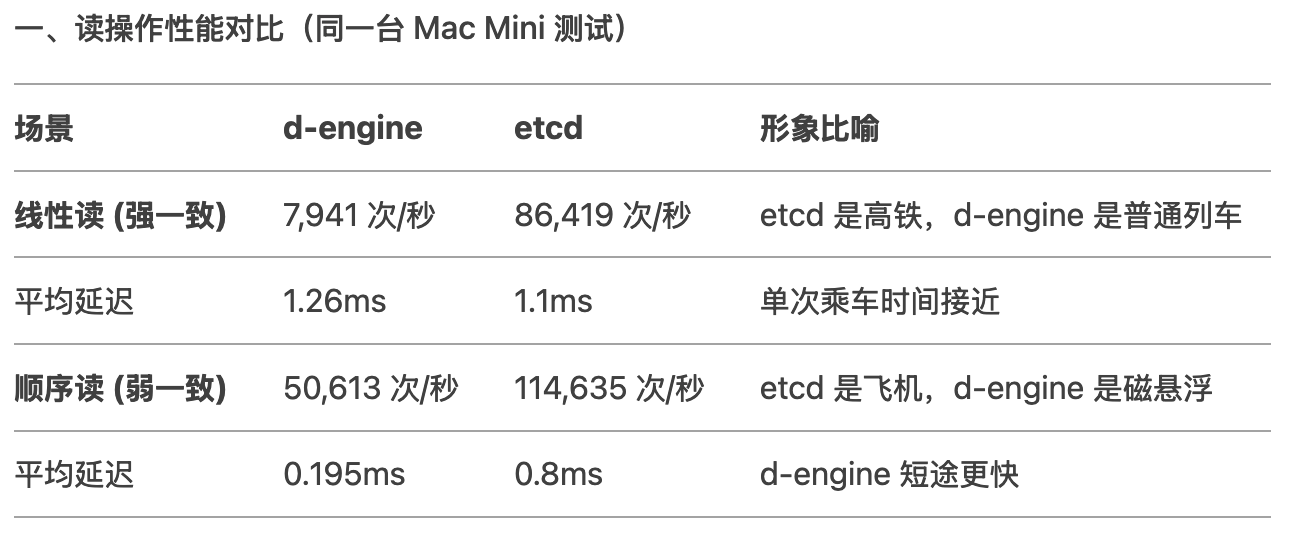 一、读操作性能对比（同一台 Mac Mini 测试）
场景 d-engine etcd 形象比喻
线性读 (强一致) 7,941 次/秒 86,419 次/秒 etcd 是高铁，d-engine 是普通列车
平均延迟 1.26ms 1.1ms 单次乘车时间接近
顺序读 (弱一致) 50,613 次/秒 114,635 次/秒 etcd 是飞机，d-engine 是磁悬浮
平均延迟 0.195ms 0.8ms d-engine 短途更快